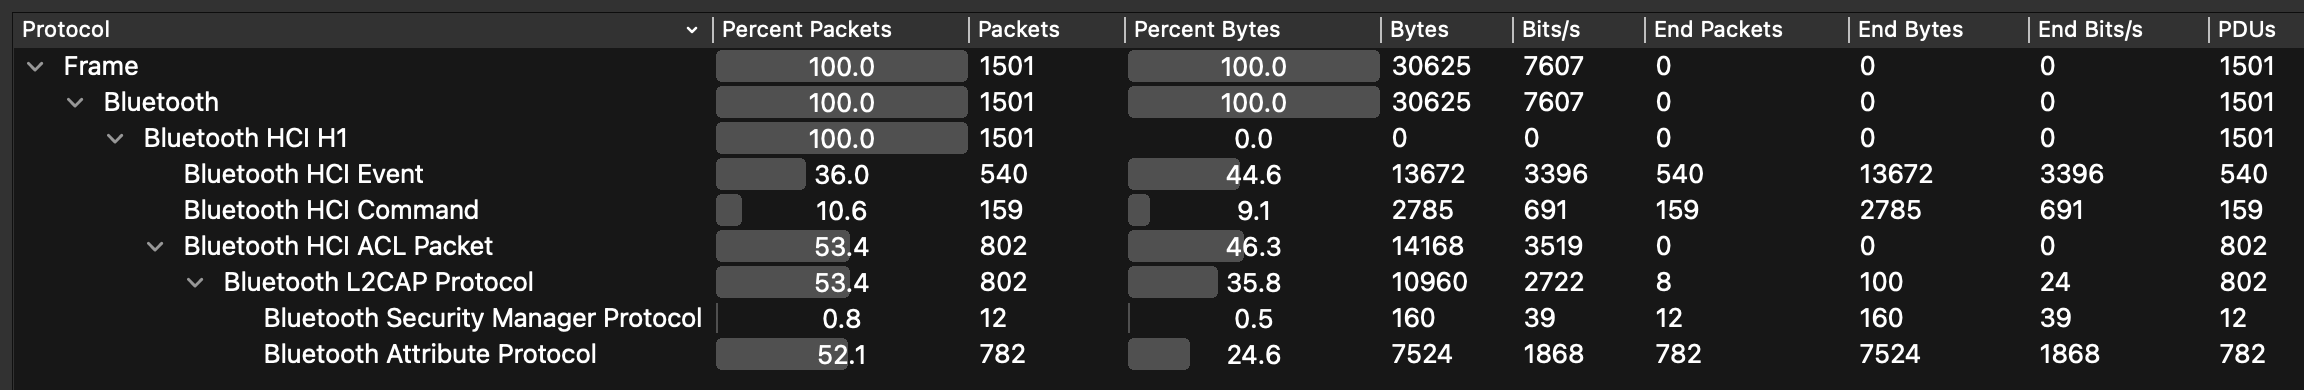 Protocol Percent Packets Packets Percent Bytes Bytes Bits/s End Packets End Bytes End Bits/s PDUs
Frame 100.0 1501 100.0 30625 7607 0 0 0 1501
Bluetooth 100.0 1501 100.0 30625 7607 0 0 0 1501
Bluetooth HCI H1 100.0 1501 0.0 0 0 0 0 0 1501
Bluetooth HCI Event 36.0 540 44.6 13672 3396 540 13672 3396 540
Bluetooth HCI Command 10.6 159 9.1 2785 691 159 2785 691 159
Bluetooth HCI ACL Packet 53.4 802 46.3 14168 3519 0 0 0 802
Bluetooth L2CAP Protocol 53.4 802 35.8 10960 2722 8 100 24 802
Bluetooth Security Manager Protocol 0.8 12 0.5 160 39 12 160 39 12
Bluetooth Attribute Protocol 52.1 782 24.6 7524 1868 782 7524 1868 782